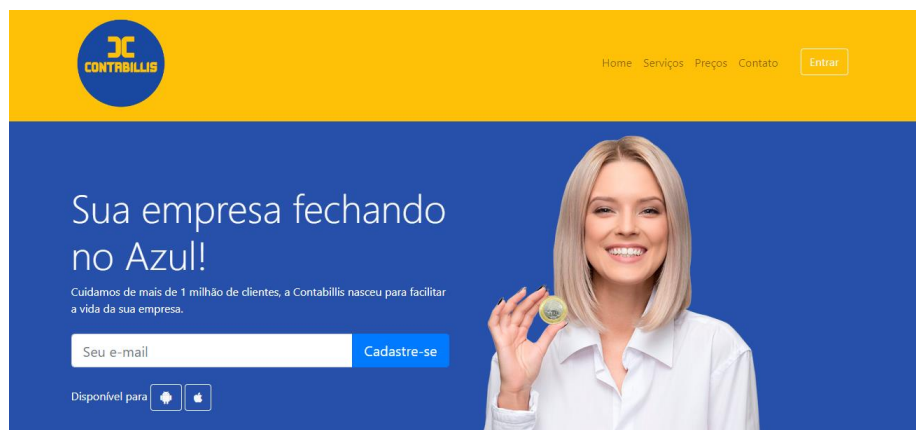 CONTABILLIS
Home Serviços Preços Contato Entrar
Sua empresa fechando
no Azul!
Cuidamos de mais de 1 milhão de clientes, a Contabillis nasceu para facilitar
a vida da sua empresa.
Seu e-mail Cadastre-se
Disponível para